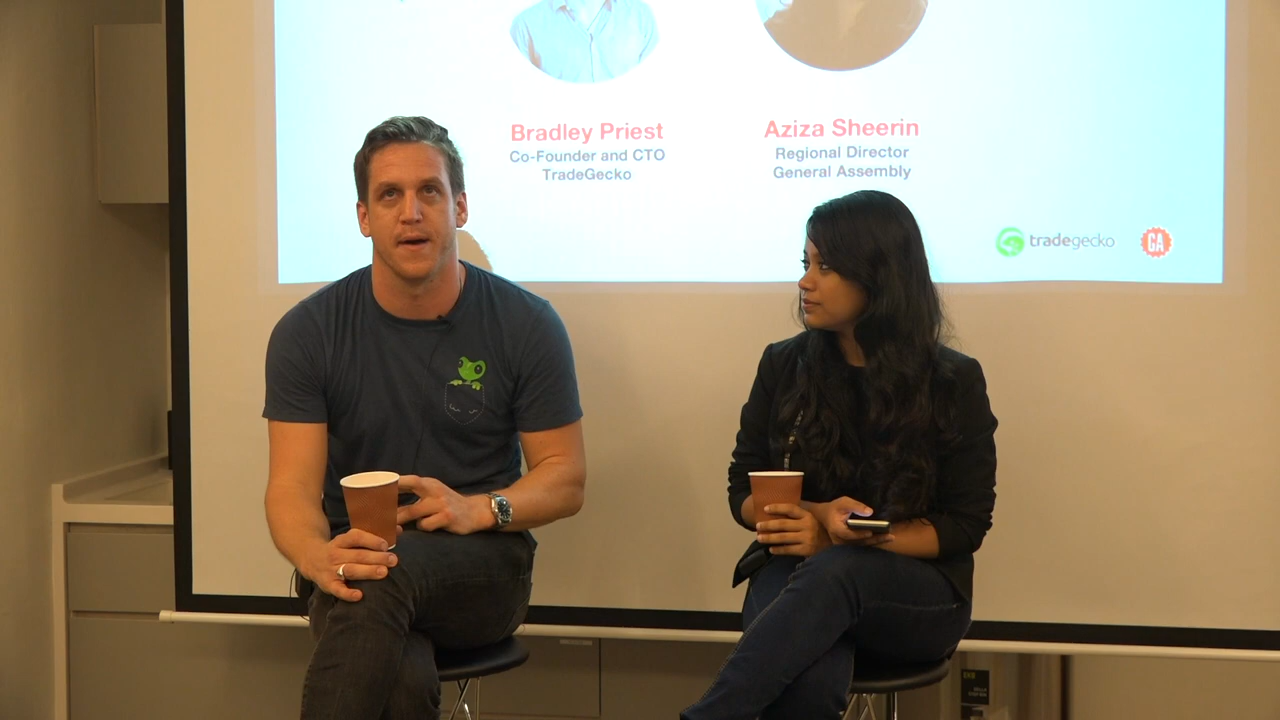 Bradley Priest
Co-Founder and CTO
TradeGecko
Aziza Sheerin
Regional Director
General Assembly
tradegecko
GA